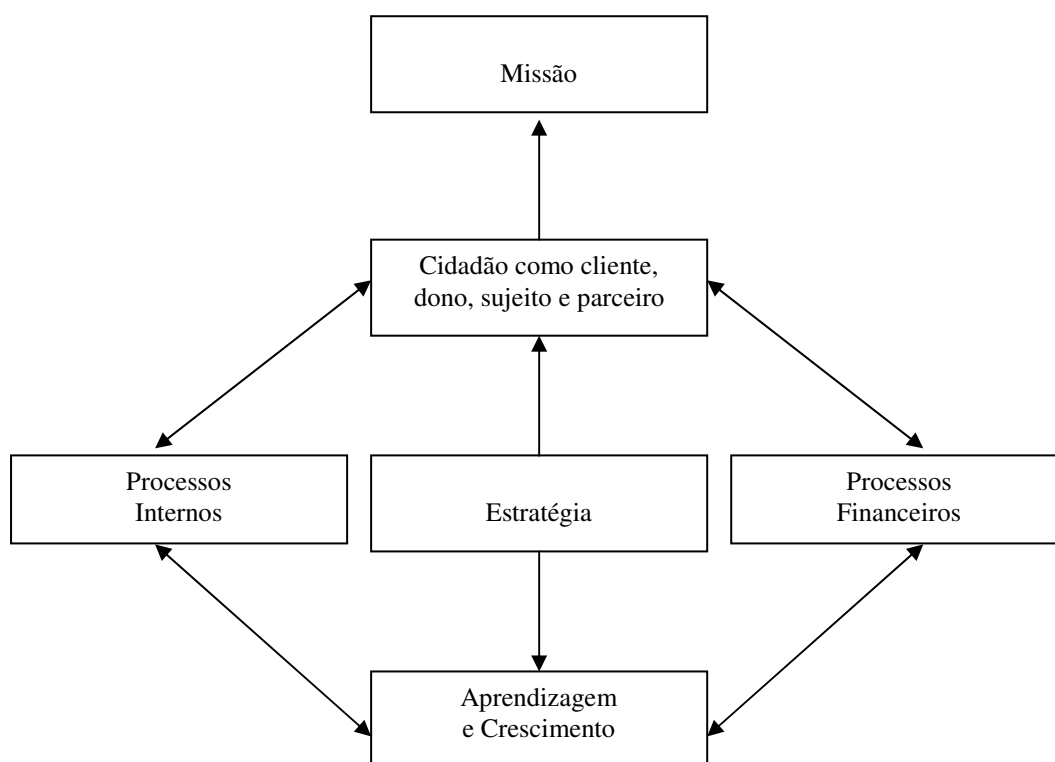 Missão
Cidadão como cliente,
dono, sujeito e parceiro
Processos
Internos
Estratégia
Processos
Financeiros
Aprendizagem
e Crescimento